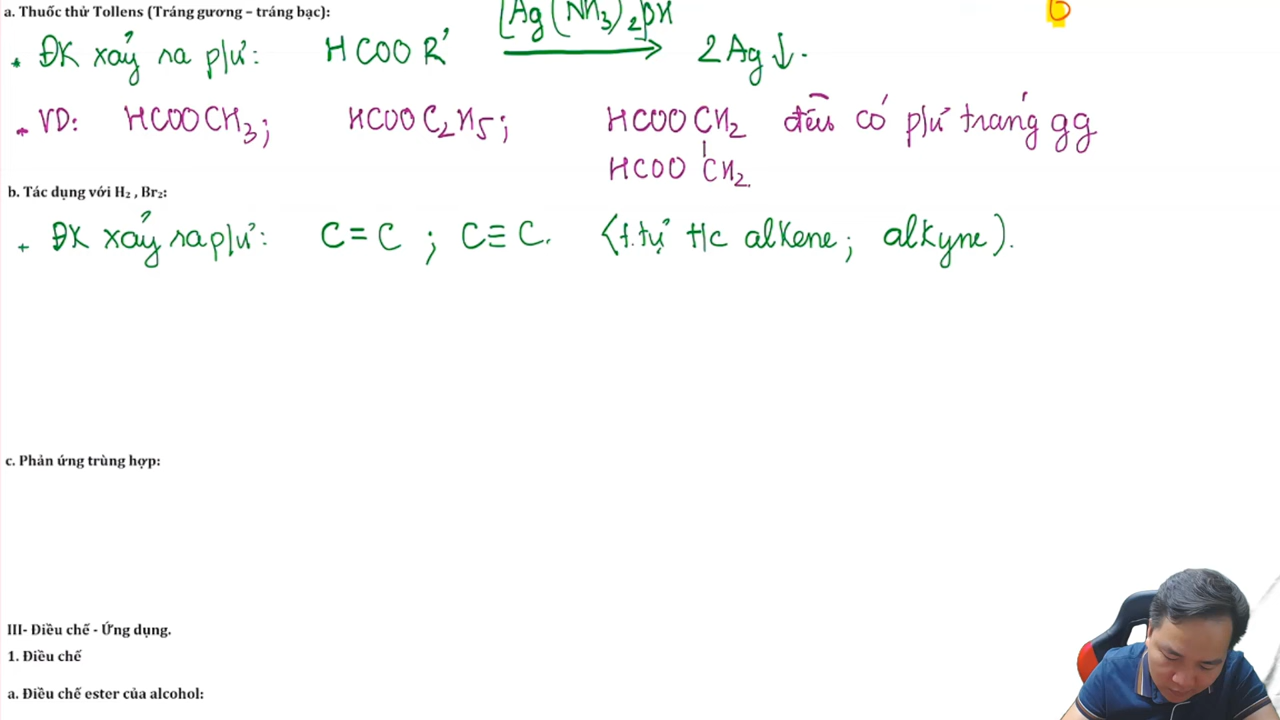 a. Thuốc thử Tollens (Tráng gương – tráng bạc):
[Ag(NH3)2]OH
+ ĐK xảy ra p/ư: HCOOR' → 2Ag↓.
+ VD: HCOOCH3; HCOOC2H5; HCOOCH2 đều có p/ư tráng gg
HCOOCH2.
b. Tác dụng với H₂ , Br₂:
+ ĐK xảy ra p/ư: C=C ; C≡C. (t.tự t/c alkene; alkyne).
c. Phản ứng trùng hợp:
III- Điều chế - Ứng dụng.
1. Điều chế
a. Điều chế ester của alcohol: